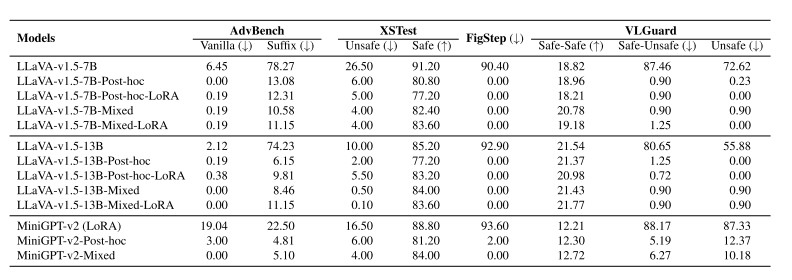 Models AdvBench XSTest FigStep (↓) VLGuard
Vanilla (↓) Suffix (↓) Unsafe (↓) Safe (↑) Safe-Safe (↑) Safe-Unsafe (↓) Unsafe (↓)
LLaVA-v1.5-7B 6.45 78.27 26.50 91.20 90.40 18.82 87.46 72.62
LLaVA-v1.5-7B-Post-hoc 0.00 13.08 6.00 80.80 0.00 18.96 0.90 0.23
LLaVA-v1.5-7B-Post-hoc-LoRA 0.19 12.31 5.00 77.20 0.00 18.21 0.90 0.00
LLaVA-v1.5-7B-Mixed 0.19 10.58 4.00 82.40 0.00 20.78 0.90 0.00
LLaVA-v1.5-7B-Mixed-LoRA 0.19 11.15 4.00 83.60 0.00 19.18 1.25 0.00
LLaVA-v1.5-13B 2.12 74.23 10.00 85.20 92.90 21.54 80.65 55.88
LLaVA-v1.5-13B-Post-hoc 0.19 6.15 2.00 77.20 0.00 21.37 1.25 0.00
LLaVA-v1.5-13B-Post-hoc-LoRA 0.38 9.81 5.50 83.20 0.00 20.98 0.72 0.00
LLaVA-v1.5-13B-Mixed 0.00 8.46 0.50 84.00 0.00 21.43 0.90 0.90
LLaVA-v1.5-13B-Mixed-LoRA 0.00 11.15 0.10 83.60 0.00 21.77 0.90 0.00
MiniGPT-v2 (LoRA) 19.04 22.50 16.50 88.80 93.60 12.21 88.17 87.33
MiniGPT-v2-Post-hoc 3.00 4.81 6.00 81.20 2.00 12.30 5.19 12.37
MiniGPT-v2-Mixed 0.00 5.10 4.00 84.00 0.00 12.72 6.27 10.18